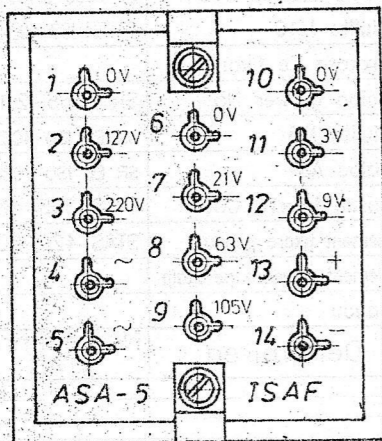 1 0V
2 127V
3 220V
4 ~
5 ~
6 0V
7 21V
8 63V
9 105V
10 0V
11 3V
12 9V
13 +
14 -
ASA-5 ISAF